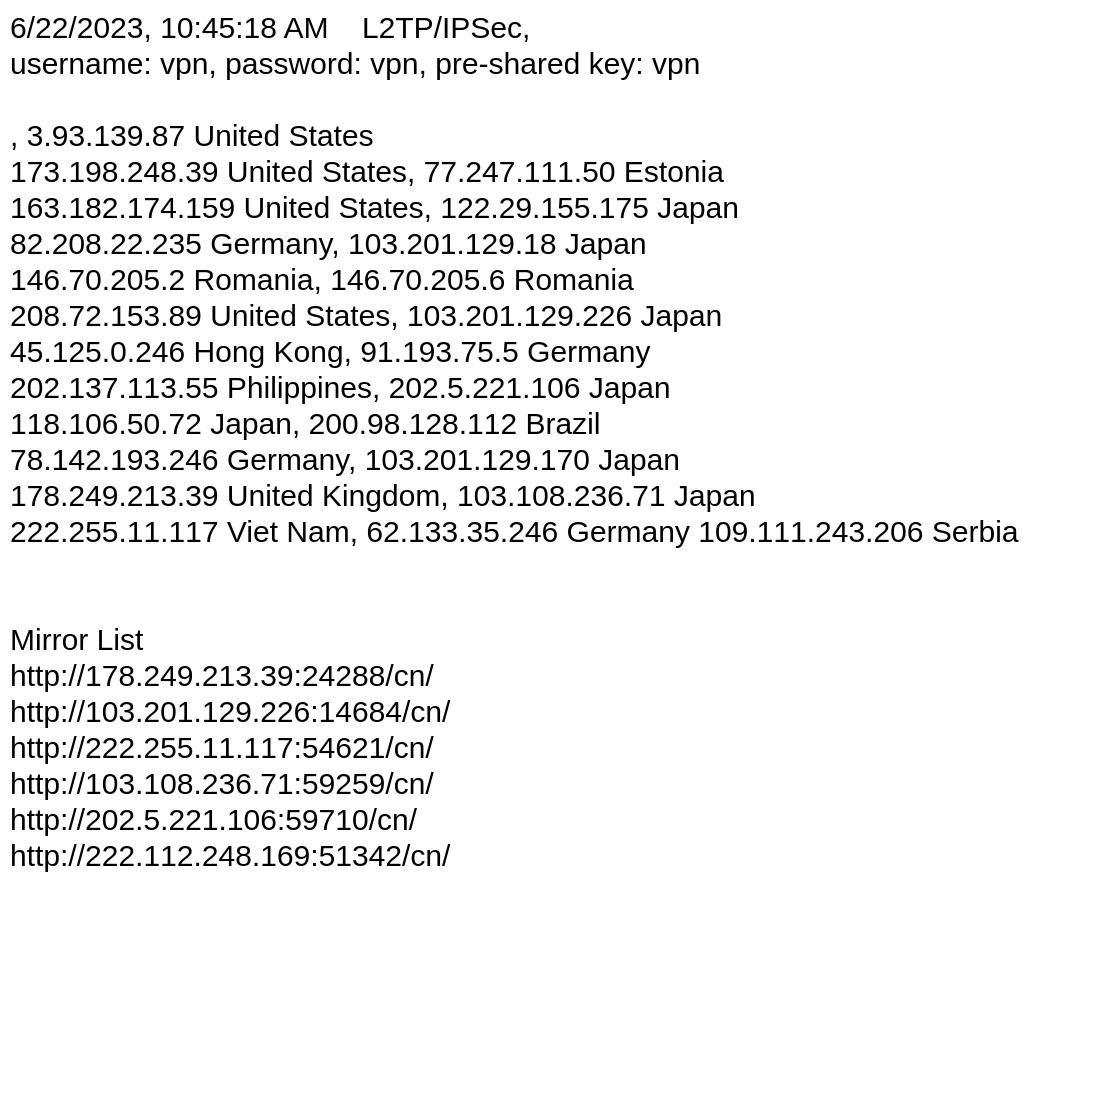 6/22/2023, 10:45:18 AM    L2TP/IPSec,
username: vpn, password: vpn, pre-shared key: vpn
, 3.93.139.87 United States
173.198.248.39 United States, 77.247.111.50 Estonia
163.182.174.159 United States, 122.29.155.175 Japan
82.208.22.235 Germany, 103.201.129.18 Japan
146.70.205.2 Romania, 146.70.205.6 Romania
208.72.153.89 United States, 103.201.129.226 Japan
45.125.0.246 Hong Kong, 91.193.75.5 Germany
202.137.113.55 Philippines, 202.5.221.106 Japan
118.106.50.72 Japan, 200.98.128.112 Brazil
78.142.193.246 Germany, 103.201.129.170 Japan
178.249.213.39 United Kingdom, 103.108.236.71 Japan
222.255.11.117 Viet Nam, 62.133.35.246 Germany 109.111.243.206 Serbia
Mirror List
http://178.249.213.39:24288/cn/
http://103.201.129.226:14684/cn/
http://222.255.11.117:54621/cn/
http://103.108.236.71:59259/cn/
http://202.5.221.106:59710/cn/
http://222.112.248.169:51342/cn/